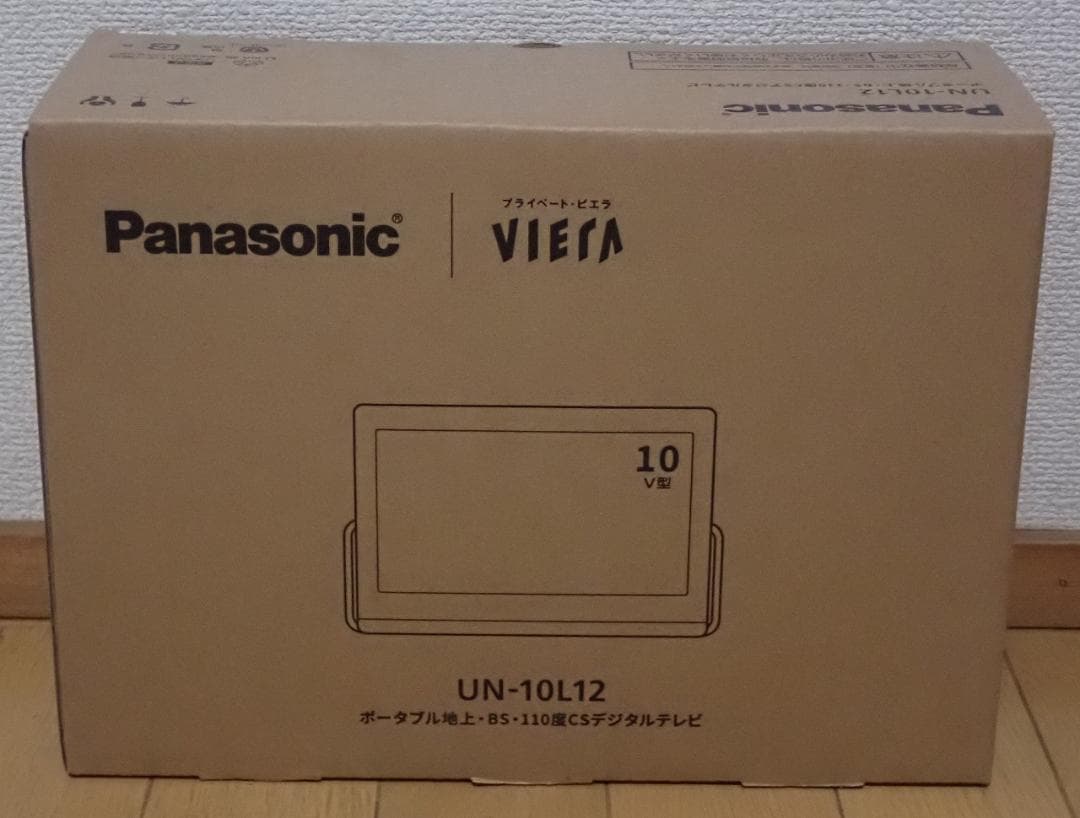 Panasonic
UN-10L12
Panasonic®
プライベート・ビエラ
VIERA
10
V型
UN-10L12
ポータブル地上・BS・110度CSデジタルテレビ